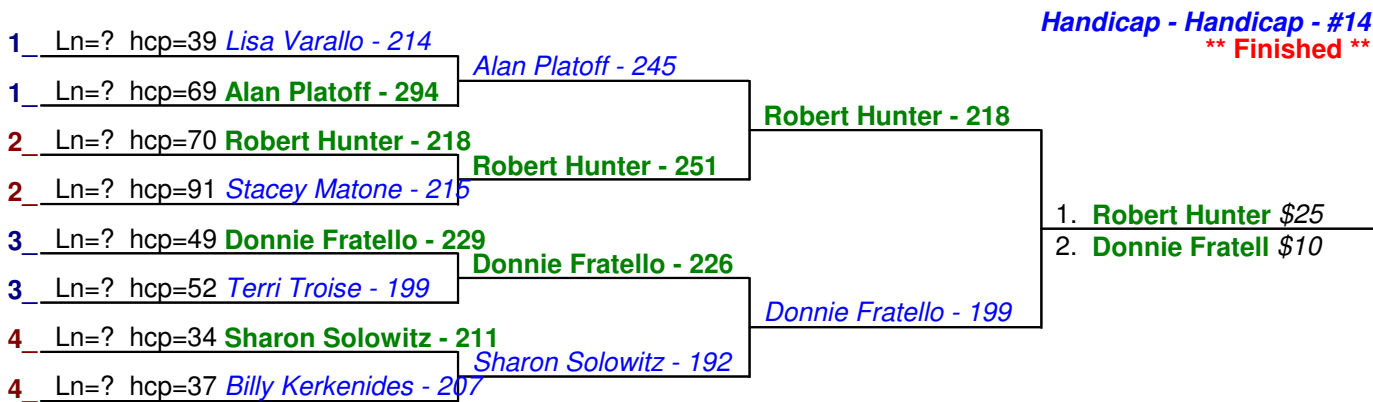 Handicap - Handicap - #14
** Finished **
1_ Ln=? hcp=39 Lisa Varallo - 214
Alan Platoff - 245
1_ Ln=? hcp=69 Alan Platoff - 294
Robert Hunter - 218
2_ Ln=? hcp=70 Robert Hunter - 218
Robert Hunter - 251
2_ Ln=? hcp=91 Stacey Matone - 215
1. Robert Hunter $25
3_ Ln=? hcp=49 Donnie Fratello - 229
2. Donnie Fratell $10
Donnie Fratello - 226
3_ Ln=? hcp=52 Terri Troise - 199
Donnie Fratello - 199
4_ Ln=? hcp=34 Sharon Solowitz - 211
Sharon Solowitz - 192
4_ Ln=? hcp=37 Billy Kerkenides - 207